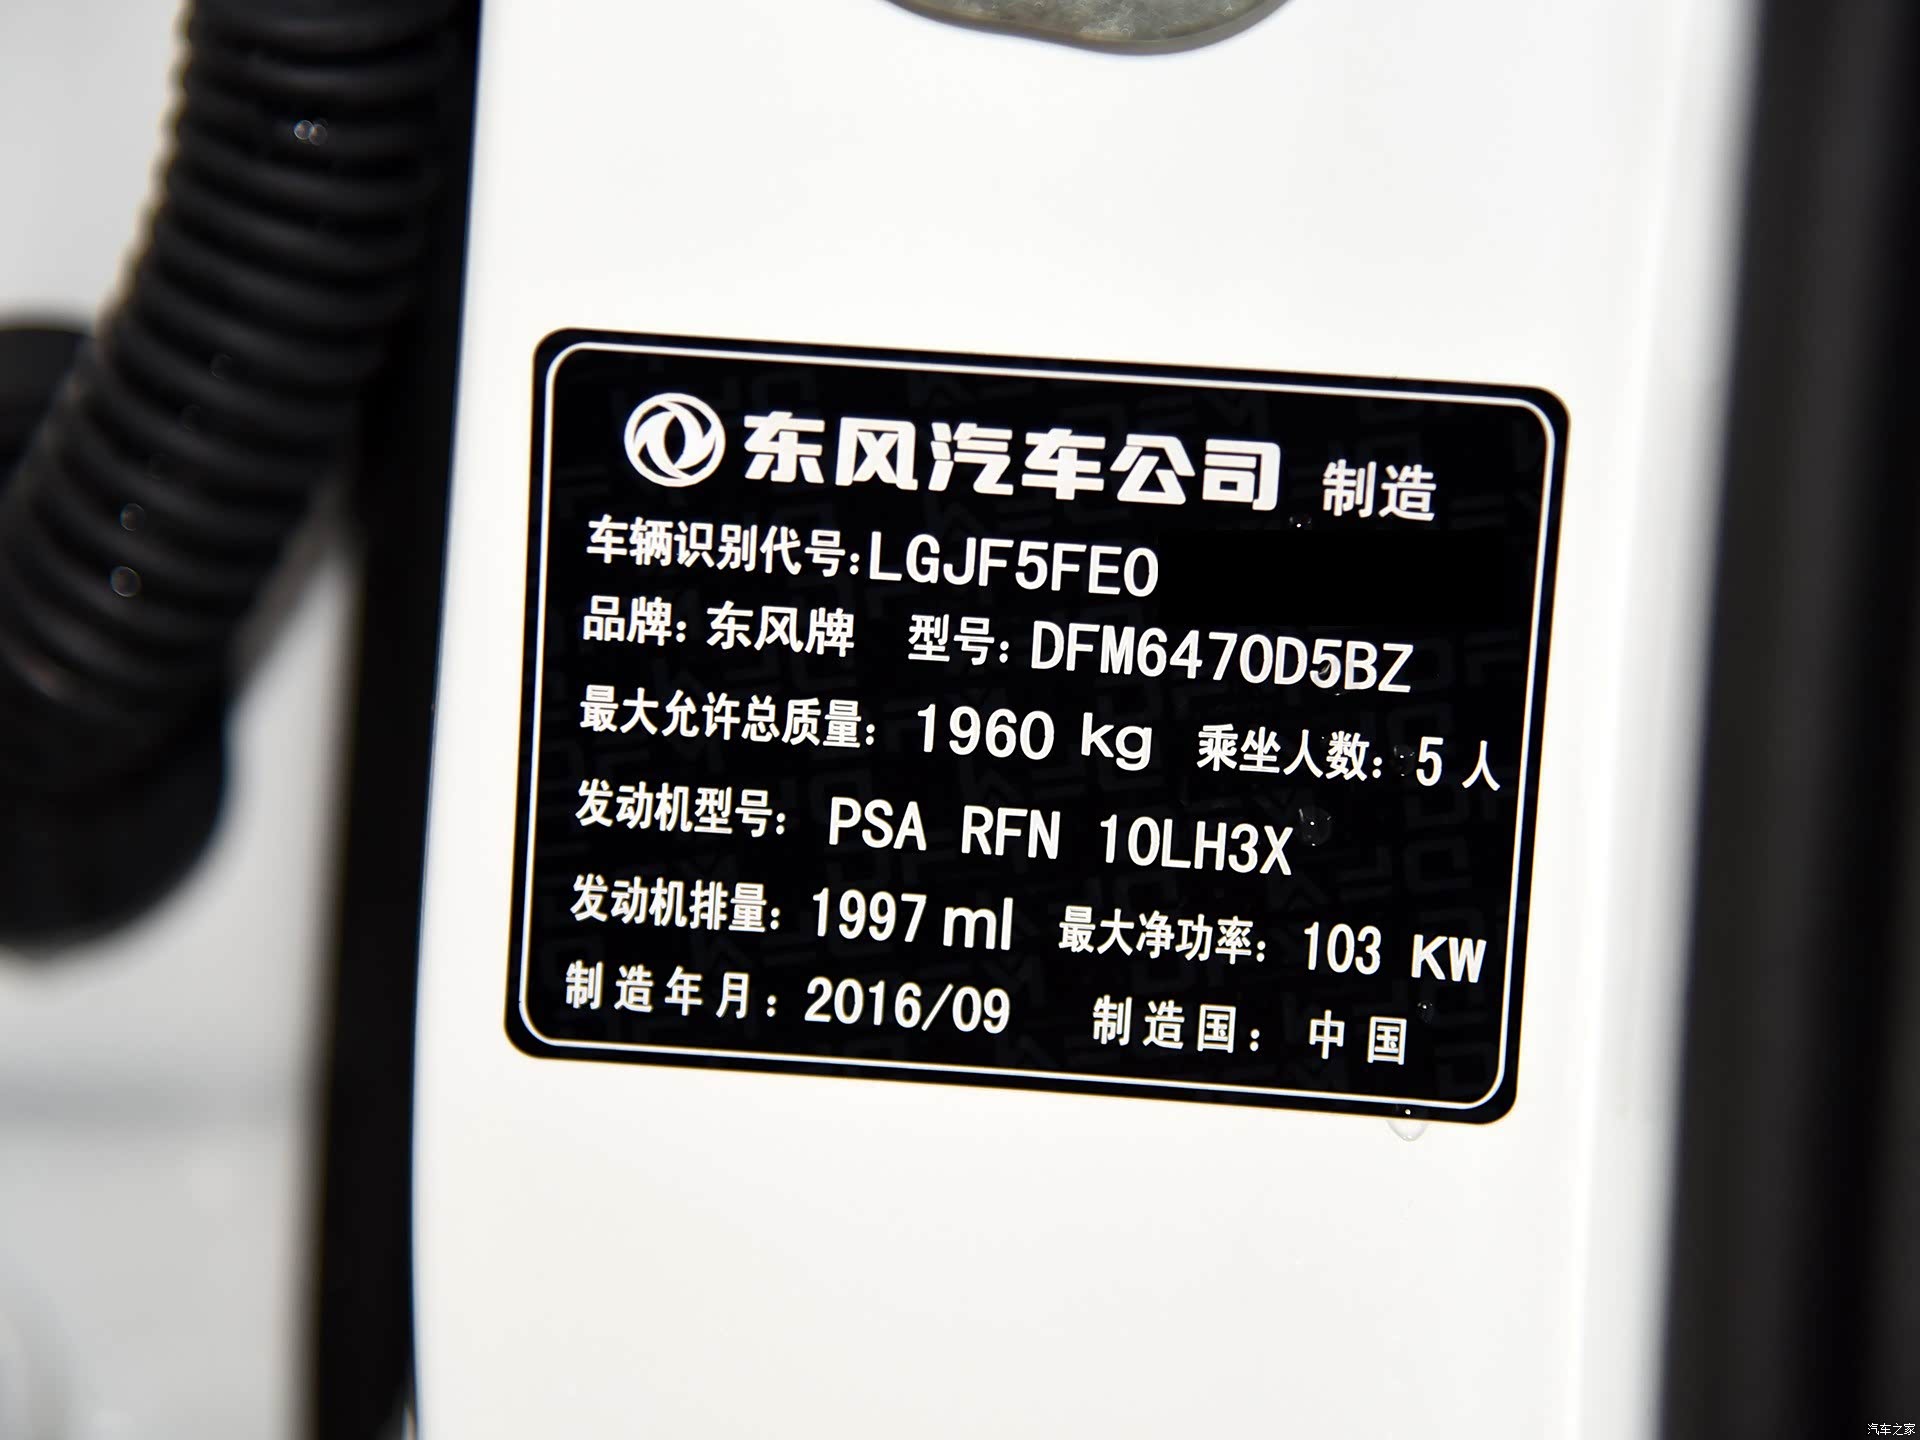 东风汽车公司 制造
车辆识别代号:LGJF5FE0
品牌: 东风牌 型号: DFM6470D5BZ
最大允许总质量: 1960 kg 乘坐人数: 5 人
发动机型号: PSA RFN 10LH3X
发动机排量: 1997 ml 最大净功率: 103 KW
制造年月: 2016/09 制造国: 中国
汽车之家